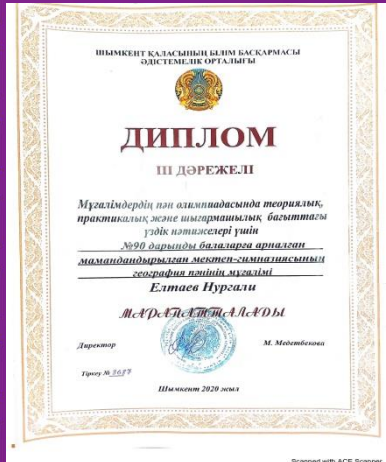 ШЫМКЕНТ ҚАЛАСЫНЫҢ БІЛІМ БАСҚАРМАСЫ
ӘДІСТЕМЕЛІК ОРТАЛЫҒЫ
ДИПЛОМ
ІІІ ДӘРЕЖЕЛІ
Мұғалімдердің пән олимпиадасында теориялық,
практикалық және шығармашылық бағыттағы
үздік нәтижелері үшін
№90 дарынды балаларға арналған
мамандандырылған мектеп-гимназиясының
география пәнінің мұғалімі
Елтаев Нургали
МАРАПАТТАЛАДЫ
Директор М. Медетбекова
Тіркеу №
Шымкент 2020 жыл
Scanned with ACE Scanner